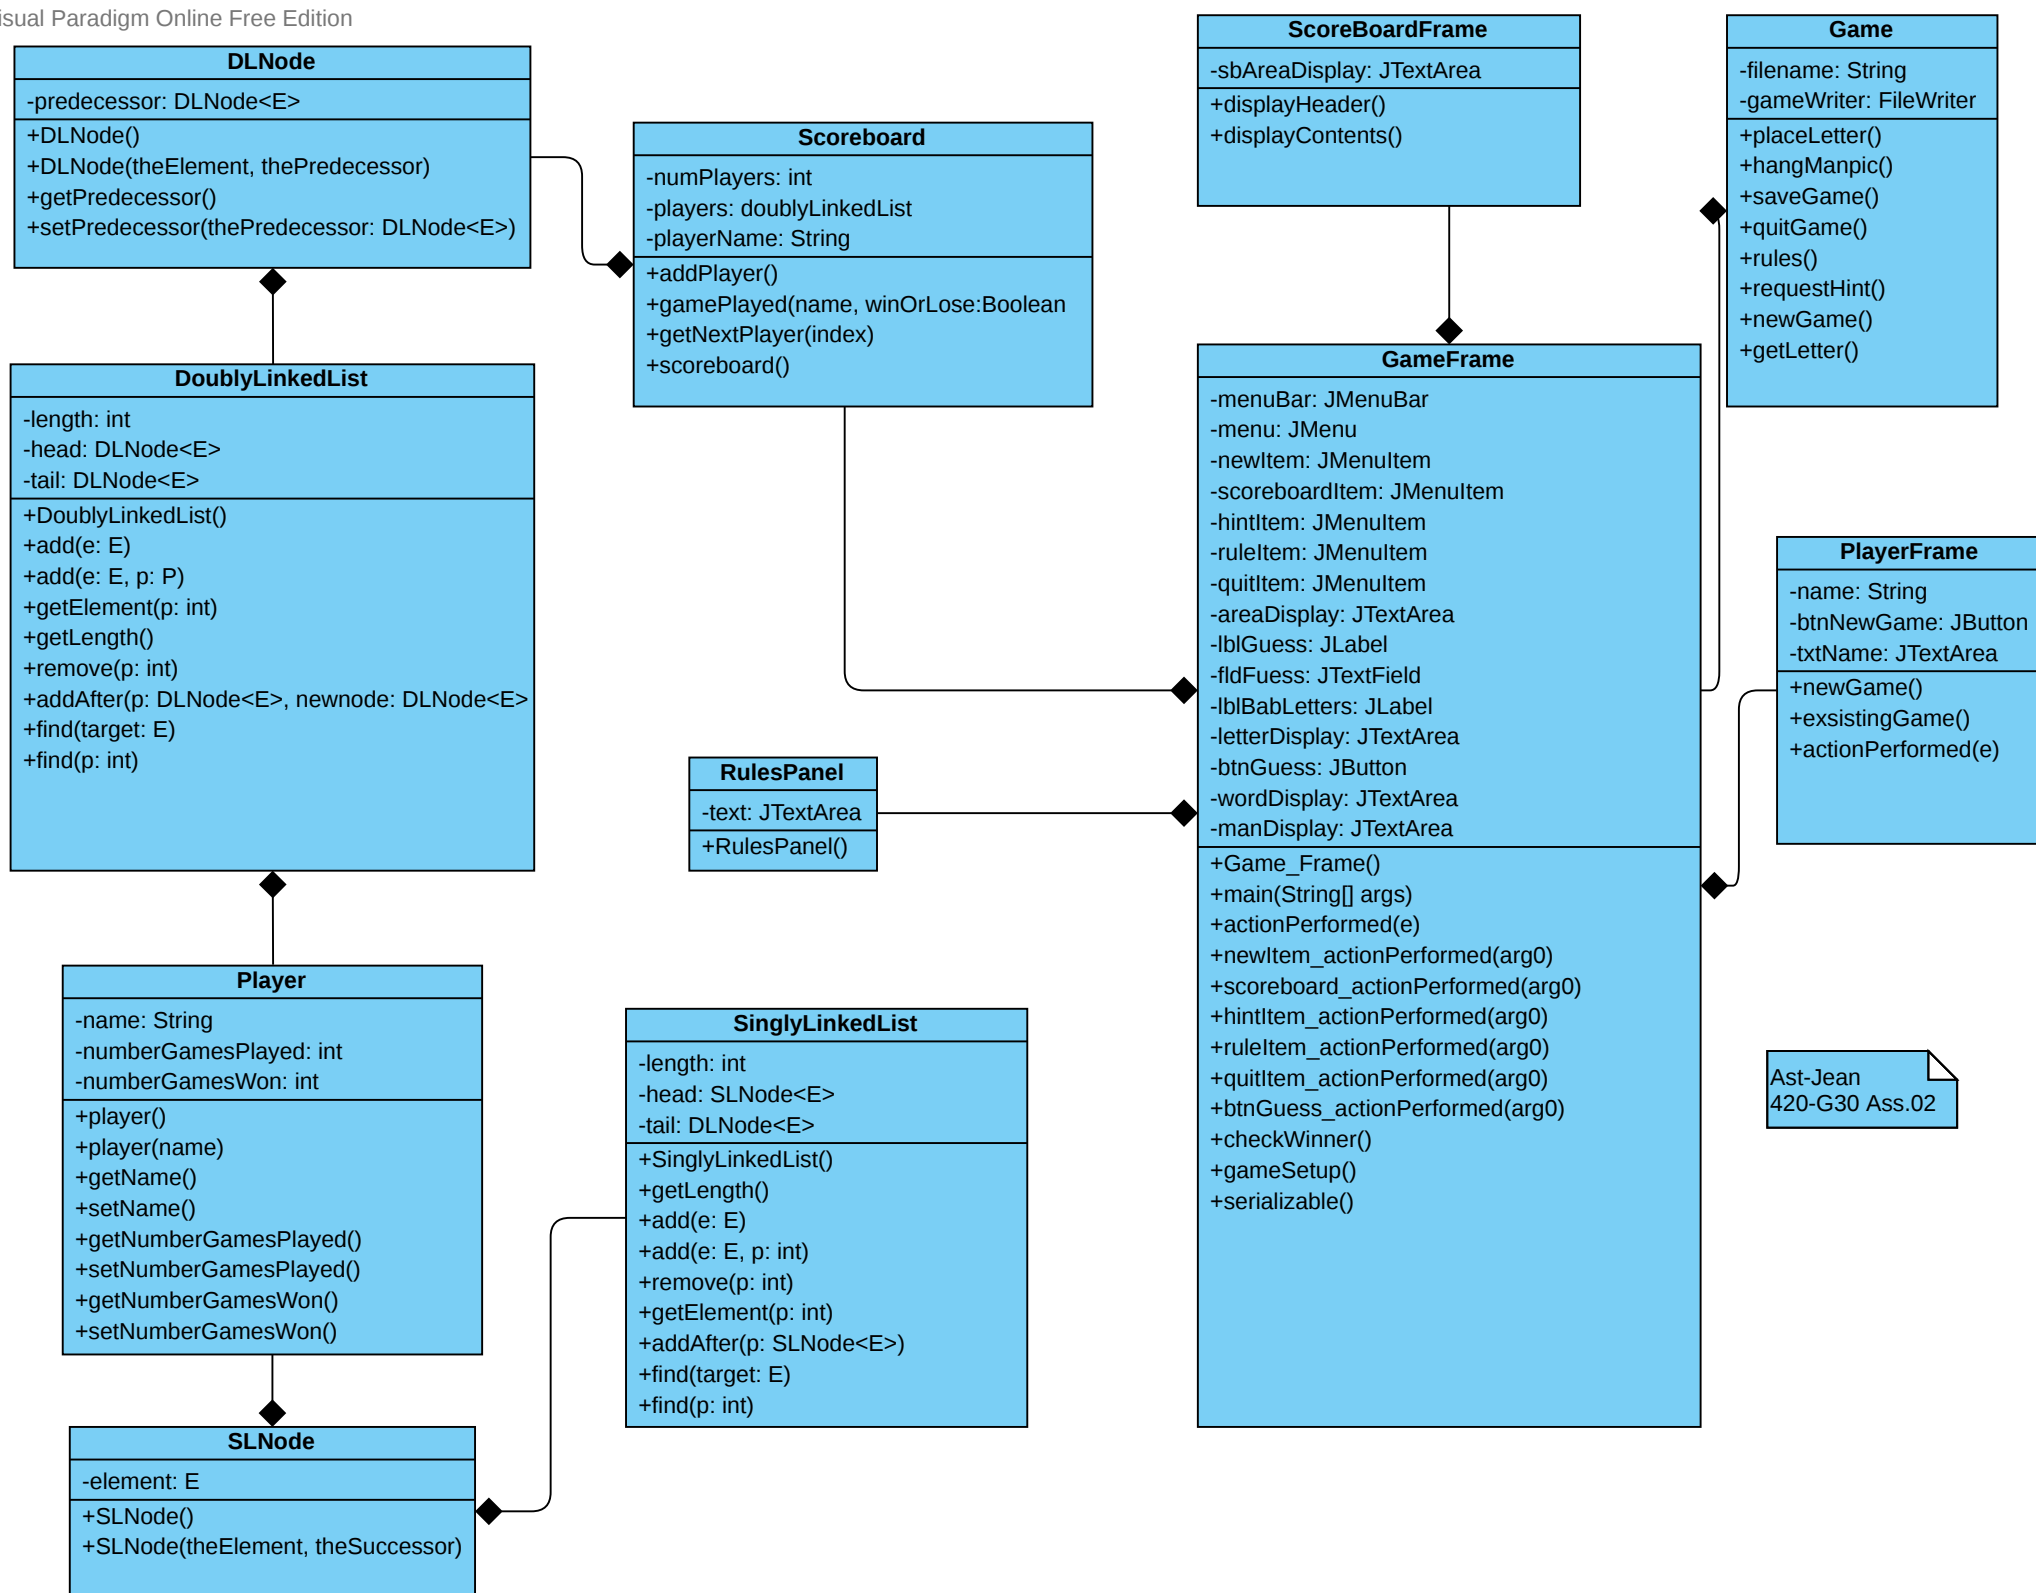 isual Paradigm Online Free Edition
DLNode
-predecessor: DLNode<E>
+DLNode()
+DLNode(theElement, thePredecessor)
+getPredecessor()
+setPredecessor(thePredecessor: DLNode<E>)
Scoreboard
-numPlayers: int
-players: doublyLinkedList
-playerName: String
+addPlayer()
+gamePlayed(name, winOrLose:Boolean
+getNextPlayer(index)
+scoreboard()
ScoreBoardFrame
-sbAreaDisplay: JTextArea
+displayHeader()
+displayContents()
Game
-filename: String
-gameWriter: FileWriter
+placeLetter()
+hangManpic()
+saveGame()
+quitGame()
+rules()
+requestHint()
+newGame()
+getLetter()
DoublyLinkedList
-length: int
-head: DLNode<E>
-tail: DLNode<E>
+DoublyLinkedList()
+add(e: E)
+add(e: E, p: P)
+getElement(p: int)
+getLength()
+remove(p: int)
+addAfter(p: DLNode<E>, newnode: DLNode<E>
+find(target: E)
+find(p: int)
GameFrame
-menuBar: JMenuBar
-menu: JMenu
-newItem: JMenuItem
-scoreboardItem: JMenuItem
-hintItem: JMenuItem
-ruleItem: JMenuItem
-quitItem: JMenuItem
-areaDisplay: JTextArea
-lblGuess: JLabel
-fldFuess: JTextField
-lblBabLetters: JLabel
-letterDisplay: JTextArea
-btnGuess: JButton
-wordDisplay: JTextArea
-manDisplay: JTextArea
+Game_Frame()
+main(String[] args)
+actionPerformed(e)
+newItem_actionPerformed(arg0)
+scoreboard_actionPerformed(arg0)
+hintItem_actionPerformed(arg0)
+ruleItem_actionPerformed(arg0)
+quitItem_actionPerformed(arg0)
+btnGuess_actionPerformed(arg0)
+checkWinner()
+gameSetup()
+serializable()
PlayerFrame
-name: String
-btnNewGame: JButton
-txtName: JTextArea
+newGame()
+exsistingGame()
+actionPerformed(e)
RulesPanel
-text: JTextArea
+RulesPanel()
Player
-name: String
-numberGamesPlayed: int
-numberGamesWon: int
+player()
+player(name)
+getName()
+setName()
+getNumberGamesPlayed()
+setNumberGamesPlayed()
+getNumberGamesWon()
+setNumberGamesWon()
SinglyLinkedList
-length: int
-head: SLNode<E>
-tail: DLNode<E>
+SinglyLinkedList()
+getLength()
+add(e: E)
+add(e: E, p: int)
+remove(p: int)
+getElement(p: int)
+addAfter(p: SLNode<E>)
+find(target: E)
+find(p: int)
Ast-Jean
420-G30 Ass.02
SLNode
-element: E
+SLNode()
+SLNode(theElement, theSuccessor)